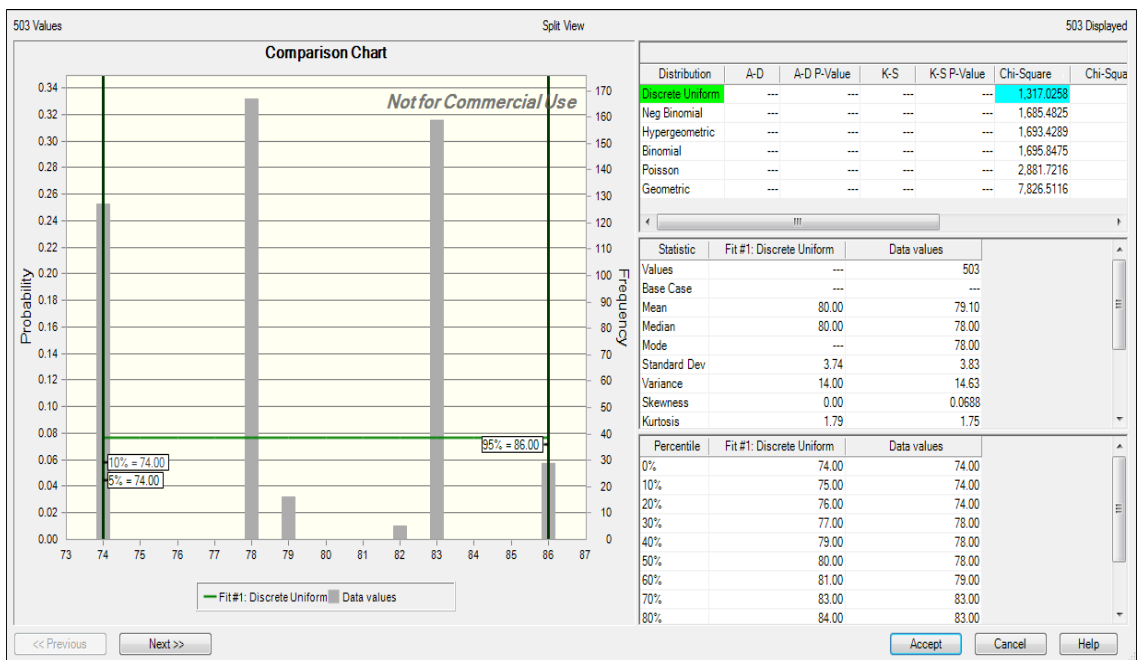 503 Values Split View 503 Displayed
Comparison Chart
Not for Commercial Use
Probability
0.34
0.32
0.30
0.28
0.26
0.24
0.22
0.20
0.18
0.16
0.14
0.12
0.10
0.08
0.06
0.04
0.02
0.00
170
160
150
140
130
120
110
100
90
80
70
60
50
40
30
20
10
0
Frequency
10% = 74.00
5% = 74.00
95% = 86.00
73 74 75 76 77 78 79 80 81 82 83 84 85 86 87
Fit #1: Discrete Uniform Data values
Distribution A-D A-D P-Value K-S K-S P-Value Chi-Square Chi-Squa
Discrete Uniform --- --- --- --- 1,317.0258
Neg Binomial --- --- --- --- 1,685.4825
Hypergeometric --- --- --- --- 1,693.4289
Binomial --- --- --- --- 1,695.8475
Poisson --- --- --- --- 2,881.7216
Geometric --- --- --- --- 7,826.5116
Statistic Fit #1: Discrete Uniform Data values
Values --- 503
Base Case --- ---
Mean 80.00 79.10
Median 80.00 78.00
Mode --- 78.00
Standard Dev 3.74 3.83
Variance 14.00 14.63
Skewness 0.00 0.0688
Kurtosis 1.79 1.75
Percentile Fit #1: Discrete Uniform Data values
0% 74.00 74.00
10% 75.00 74.00
20% 76.00 74.00
30% 77.00 78.00
40% 79.00 78.00
50% 80.00 78.00
60% 81.00 79.00
70% 83.00 83.00
80% 84.00 83.00
<< Previous Next >> Accept Cancel Help